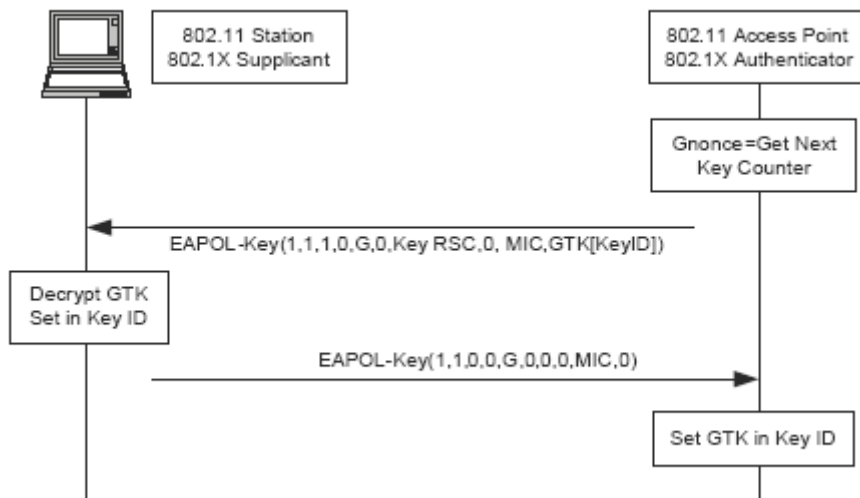 802.11 Station
802.1X Supplicant
802.11 Access Point
802.1X Authenticator
Gnonce=Get Next
Key Counter
EAPOL-Key(1,1,1,0,G,0,Key RSC,0, MIC,GTK[KeyID])
Decrypt GTK
Set in Key ID
EAPOL-Key(1,1,0,0,G,0,0,0,MIC,0)
Set GTK in Key ID